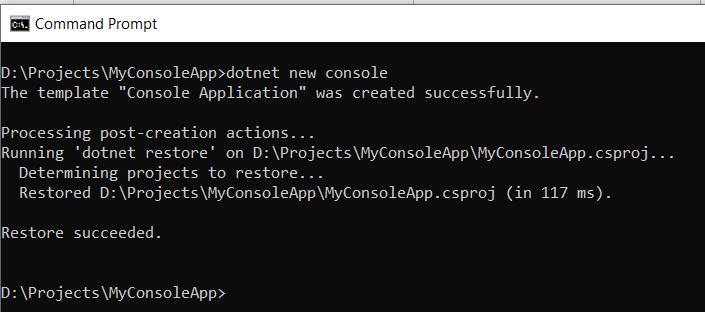 Command Prompt
D:\Projects\MyConsoleApp>dotnet new console
The template "Console Application" was created successfully.
Processing post-creation actions...
Running 'dotnet restore' on D:\Projects\MyConsoleApp\MyConsoleApp.csproj...
  Determining projects to restore...
  Restored D:\Projects\MyConsoleApp\MyConsoleApp.csproj (in 117 ms).
Restore succeeded.
D:\Projects\MyConsoleApp>